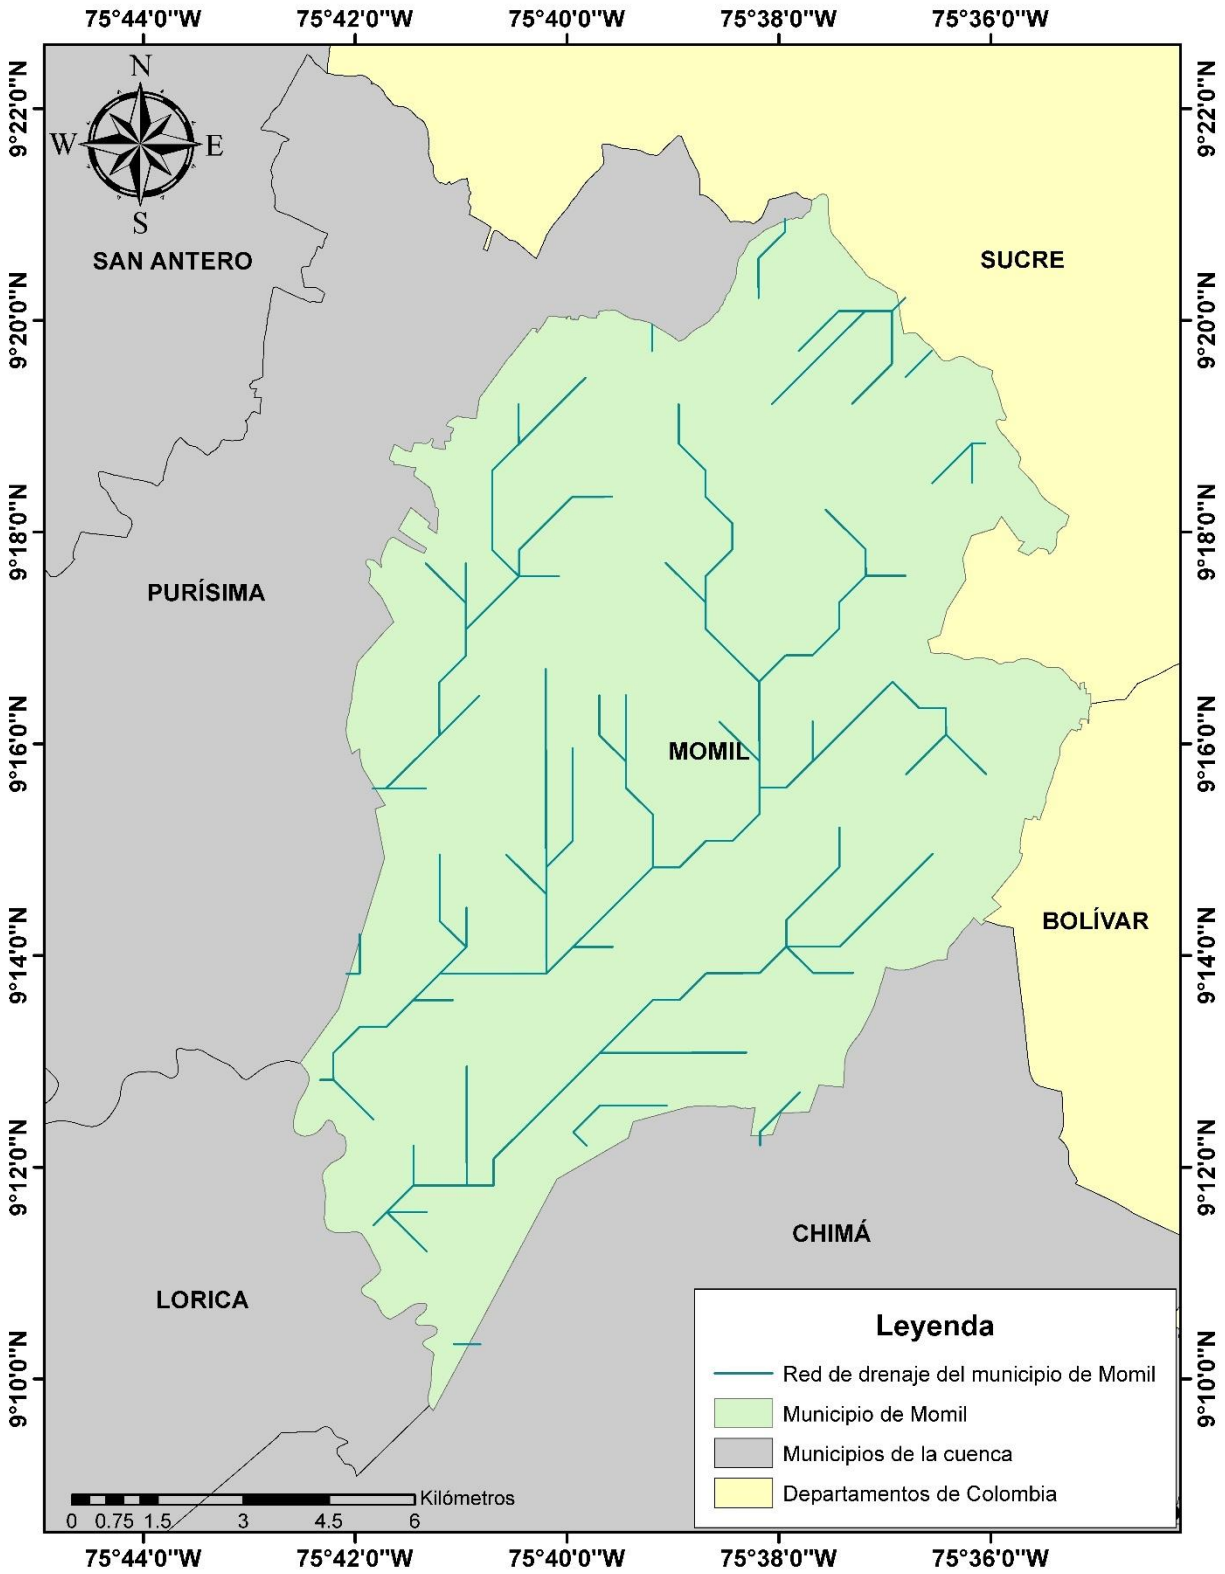 75°44'0"W 75°42'0"W 75°40'0"W 75°38'0"W 75°36'0"W
9°22'0"N 9°22'0"N
N
W E
S
SAN ANTERO
SUCRE
9°20'0"N 9°20'0"N
9°18'0"N 9°18'0"N
PURÍSIMA
9°16'0"N 9°16'0"N
MOMIL
BOLÍVAR
9°14'0"N 9°14'0"N
9°12'0"N 9°12'0"N
CHIMÁ
LORICA
Leyenda
Red de drenaje del municipio de Momil
9°10'0"N 9°10'0"N
Municipio de Momil
Municipios de la cuenca
Departamentos de Colombia
Kilómetros
0 0.75 1.5 3 4.5 6
75°44'0"W 75°42'0"W 75°40'0"W 75°38'0"W 75°36'0"W